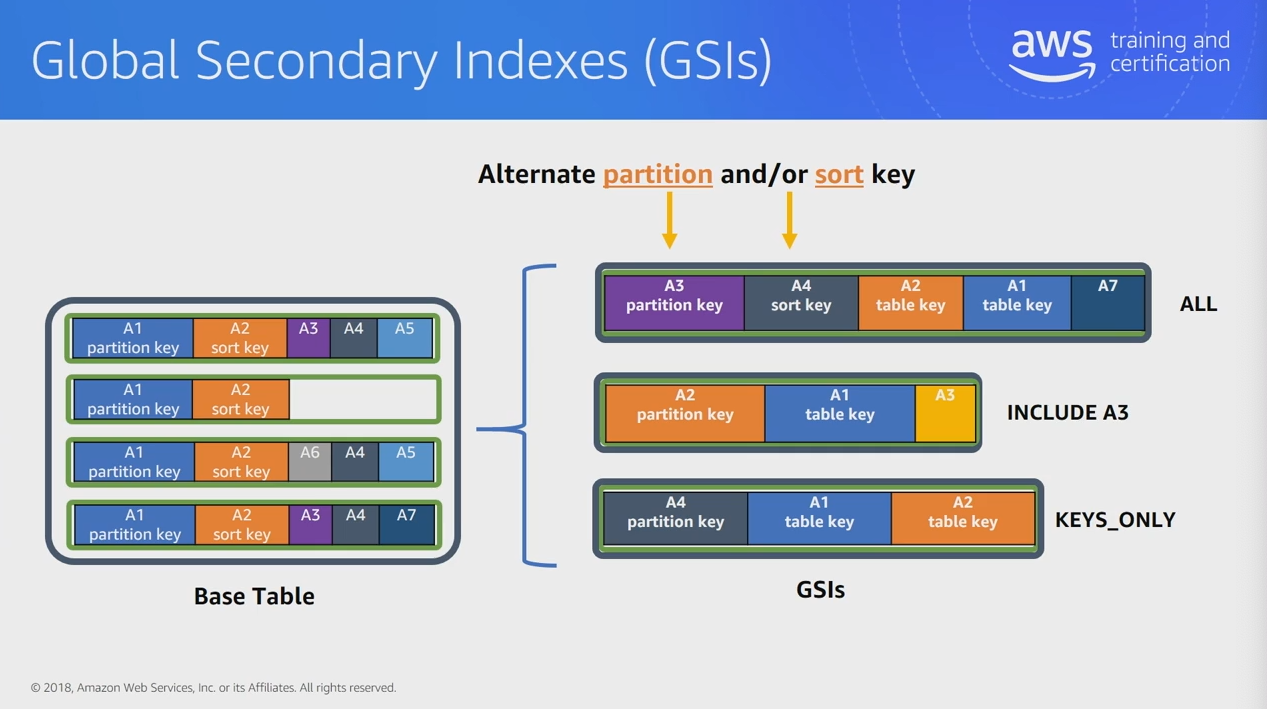 Global Secondary Indexes (GSIs)
aws training and
certification
Alternate partition and/or sort key
A1 A2 A3 A4 A5
partition key sort key
A1 A2
partition key sort key
A1 A2 A6 A4 A5
partition key sort key
A1 A2 A3 A4 A7
partition key sort key
Base Table
A3 A4 A2 A1 A7
partition key sort key table key table key
ALL
A2 A1 A3
partition key table key
INCLUDE A3
A4 A1 A2
partition key table key table key
KEYS_ONLY
GSIs
© 2018, Amazon Web Services, Inc. or its Affiliates. All rights reserved.